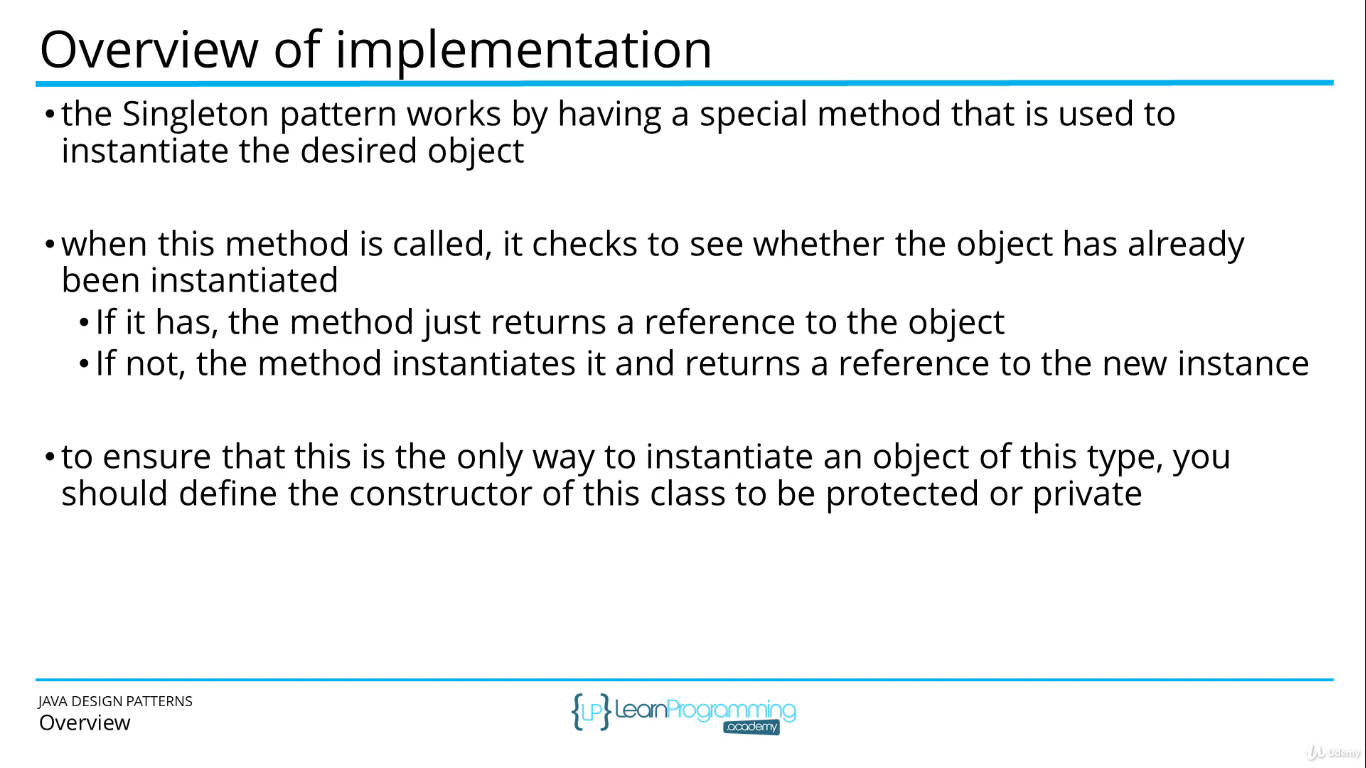 Overview of implementation
• the Singleton pattern works by having a special method that is used to
instantiate the desired object
• when this method is called, it checks to see whether the object has already
been instantiated
• If it has, the method just returns a reference to the object
• If not, the method instantiates it and returns a reference to the new instance
• to ensure that this is the only way to instantiate an object of this type, you
should define the constructor of this class to be protected or private
JAVA DESIGN PATTERNS
Overview
{LP} LearnProgramming
.academy
Udemy